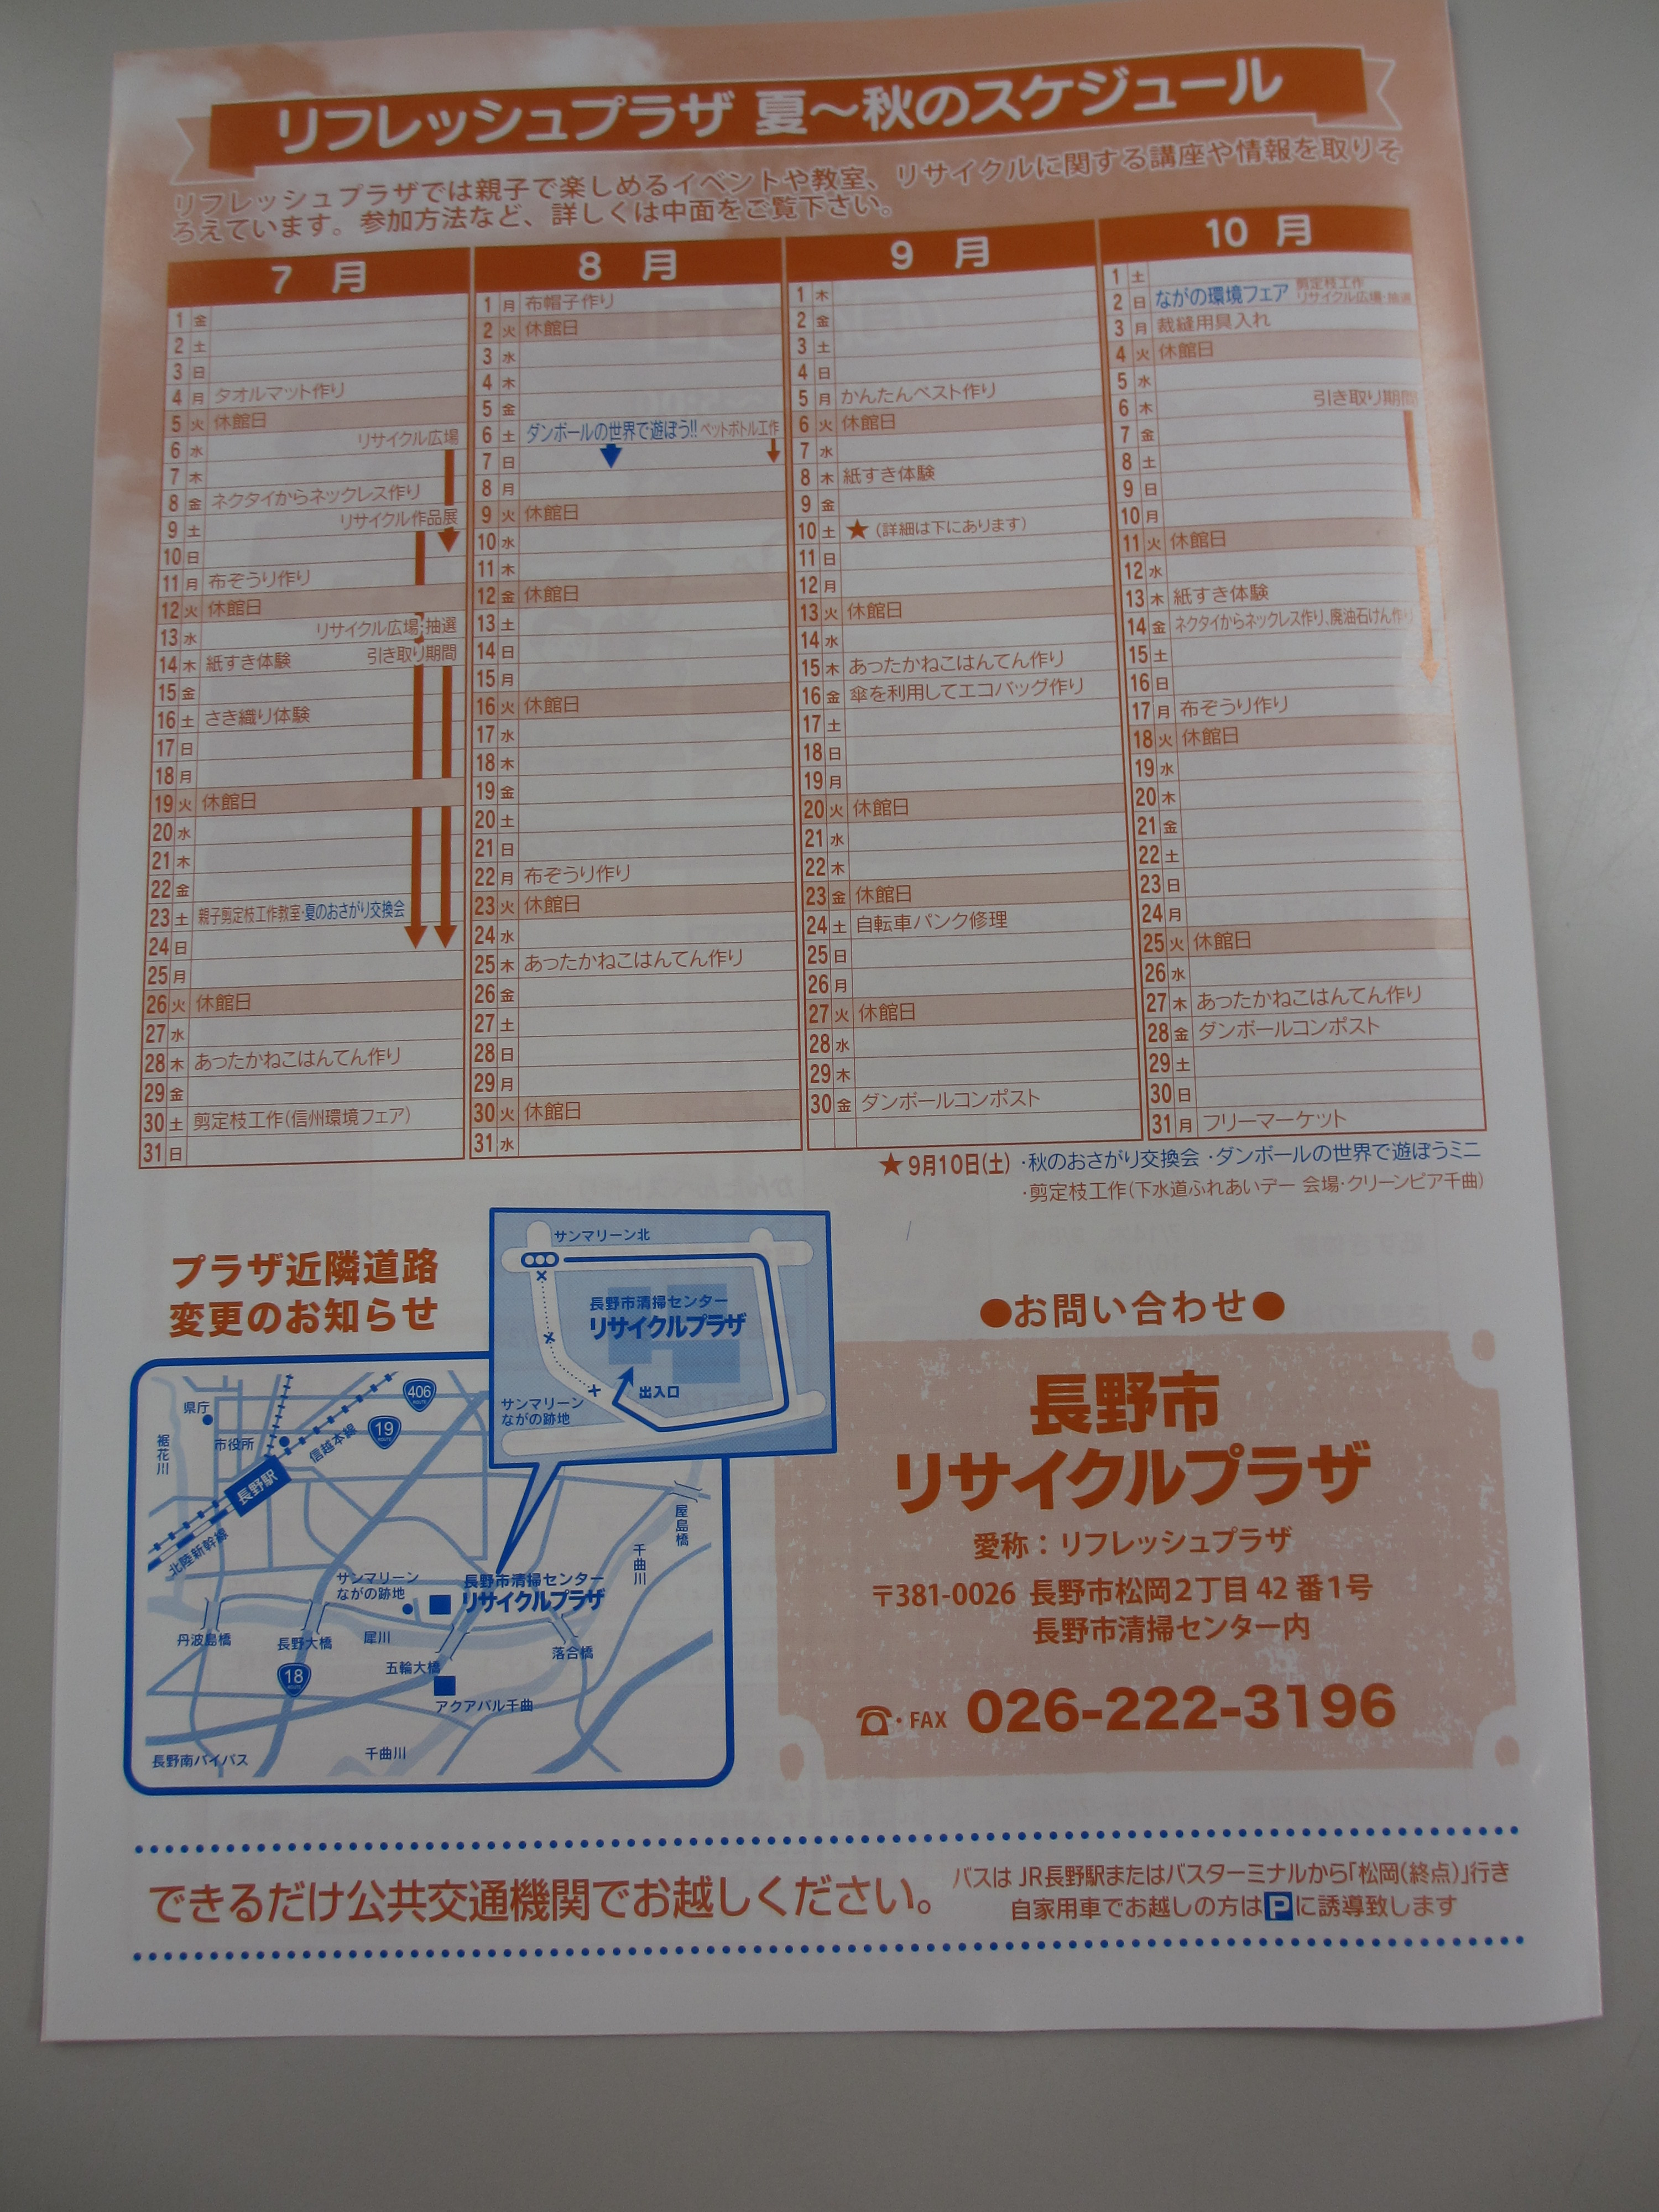 リフレッシュプラザ 夏～秋のスケジュール
リフレッシュプラザでは親子で楽しめるイベントや教室、リサイクルに関する講座や情報を取りそ
ろえています。参加方法など、詳しくは中面をご覧下さい。
7 月
1 金
2 土
3 日
4 月 タオルマット作り
5 火 休館日
6 水 リサイクル広場
7 木
8 金 ネクタイからネックレス作り
9 土 リサイクル作品展
10 日
11 月 布ぞうり作り
12 火 休館日
13 水 リサイクル広場・抽選
14 木 紙すき体験 引き取り期間
15 金
16 土 さき織り体験
17 日
18 月
19 火 休館日
20 水
21 木
22 金
23 土 親子剪定枝工作教室・夏のおさがり交換会
24 日
25 月
26 火 休館日
27 水
28 木 あったかねこはんてん作り
29 金
30 土 剪定枝工作(信州環境フェア)
31 日
8 月
1 月 布帽子作り
2 火 休館日
3 水
4 木
5 金
6 土 ダンボールの世界で遊ぼう!! ペットボトル工作
7 日
8 月
9 火 休館日
10 水
11 木
12 金 休館日
13 土
14 日
15 月
16 火 休館日
17 水
18 木
19 金
20 土
21 日
22 月 布ぞうり作り
23 火 休館日
24 水
25 木 あったかねこはんてん作り
26 金
27 土
28 日
29 月
30 火 休館日
31 水
9 月
1 木
2 金
3 土
4 日
5 月 かんたんベスト作り
6 火 休館日
7 水
8 木 紙すき体験
9 金
10 土 ★(詳細は下にあります)
11 日
12 月
13 火 休館日
14 水
15 木 あったかねこはんてん作り
16 金 傘を利用してエコバッグ作り
17 土
18 日
19 月
20 火 休館日
21 水
22 木
23 金 休館日
24 土 自転車パンク修理
25 日
26 月
27 火 休館日
28 水
29 木
30 金 ダンボールコンポスト
10 月
1 土
2 日 ながの環境フェア 剪定枝工作
リサイクル広場・抽選
3 月 裁縫用具入れ
4 火 休館日
5 水
6 木 引き取り期間
7 金
8 土
9 日
10 月
11 火 休館日
12 水
13 木 紙すき体験
14 金 ネクタイからネックレス作り、廃油石けん作り
15 土
16 日
17 月 布ぞうり作り
18 火 休館日
19 水
20 木
21 金
22 土
23 日
24 月
25 火 休館日
26 水
27 木 あったかねこはんてん作り
28 金 ダンボールコンポスト
29 土
30 日
31 月 フリーマーケット
★9月10日(土) ・秋のおさがり交換会 ・ダンボールの世界で遊ぼうミニ
・剪定枝工作(下水道ふれあいデー 会場・クリーンピア千曲)
プラザ近隣道路
変更のお知らせ
サンマリーン北
長野市清掃センター
リサイクルプラザ
出入口
サンマリーン
ながの跡地
406
19
県庁
市役所
裾花川
信越本線
長野駅
北陸新幹線
屋島橋
千曲川
サンマリーン
ながの跡地
長野市清掃センター
リサイクルプラザ
丹波島橋
長野大橋
犀川
落合橋
五輪大橋
18
アクアパル千曲
長野南バイパス
千曲川
●お問い合わせ●
長野市
リサイクルプラザ
愛称：リフレッシュプラザ
〒381-0026 長野市松岡2丁目42番1号
長野市清掃センター内
☎・FAX 026-222-3196
できるだけ公共交通機関でお越しください。
バスはJR長野駅またはバスターミナルから「松岡(終点)」行き
自家用車でお越しの方はPに誘導致します